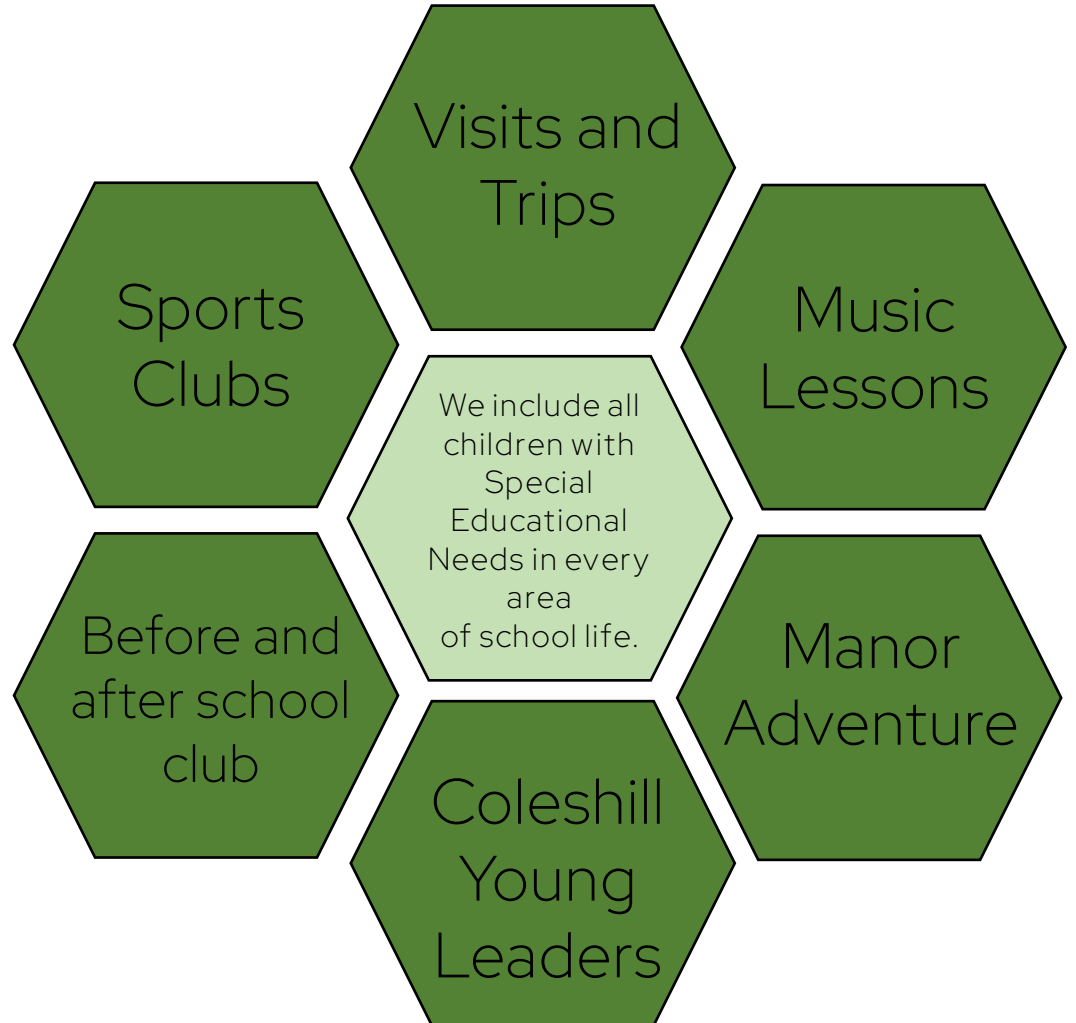 Visits and
Trips
Sports
Clubs
Music
Lessons
We include all
children with
Special
Educational
Needs in every
area
of school life.
Before and
after school
club
Manor
Adventure
Coleshill
Young
Leaders